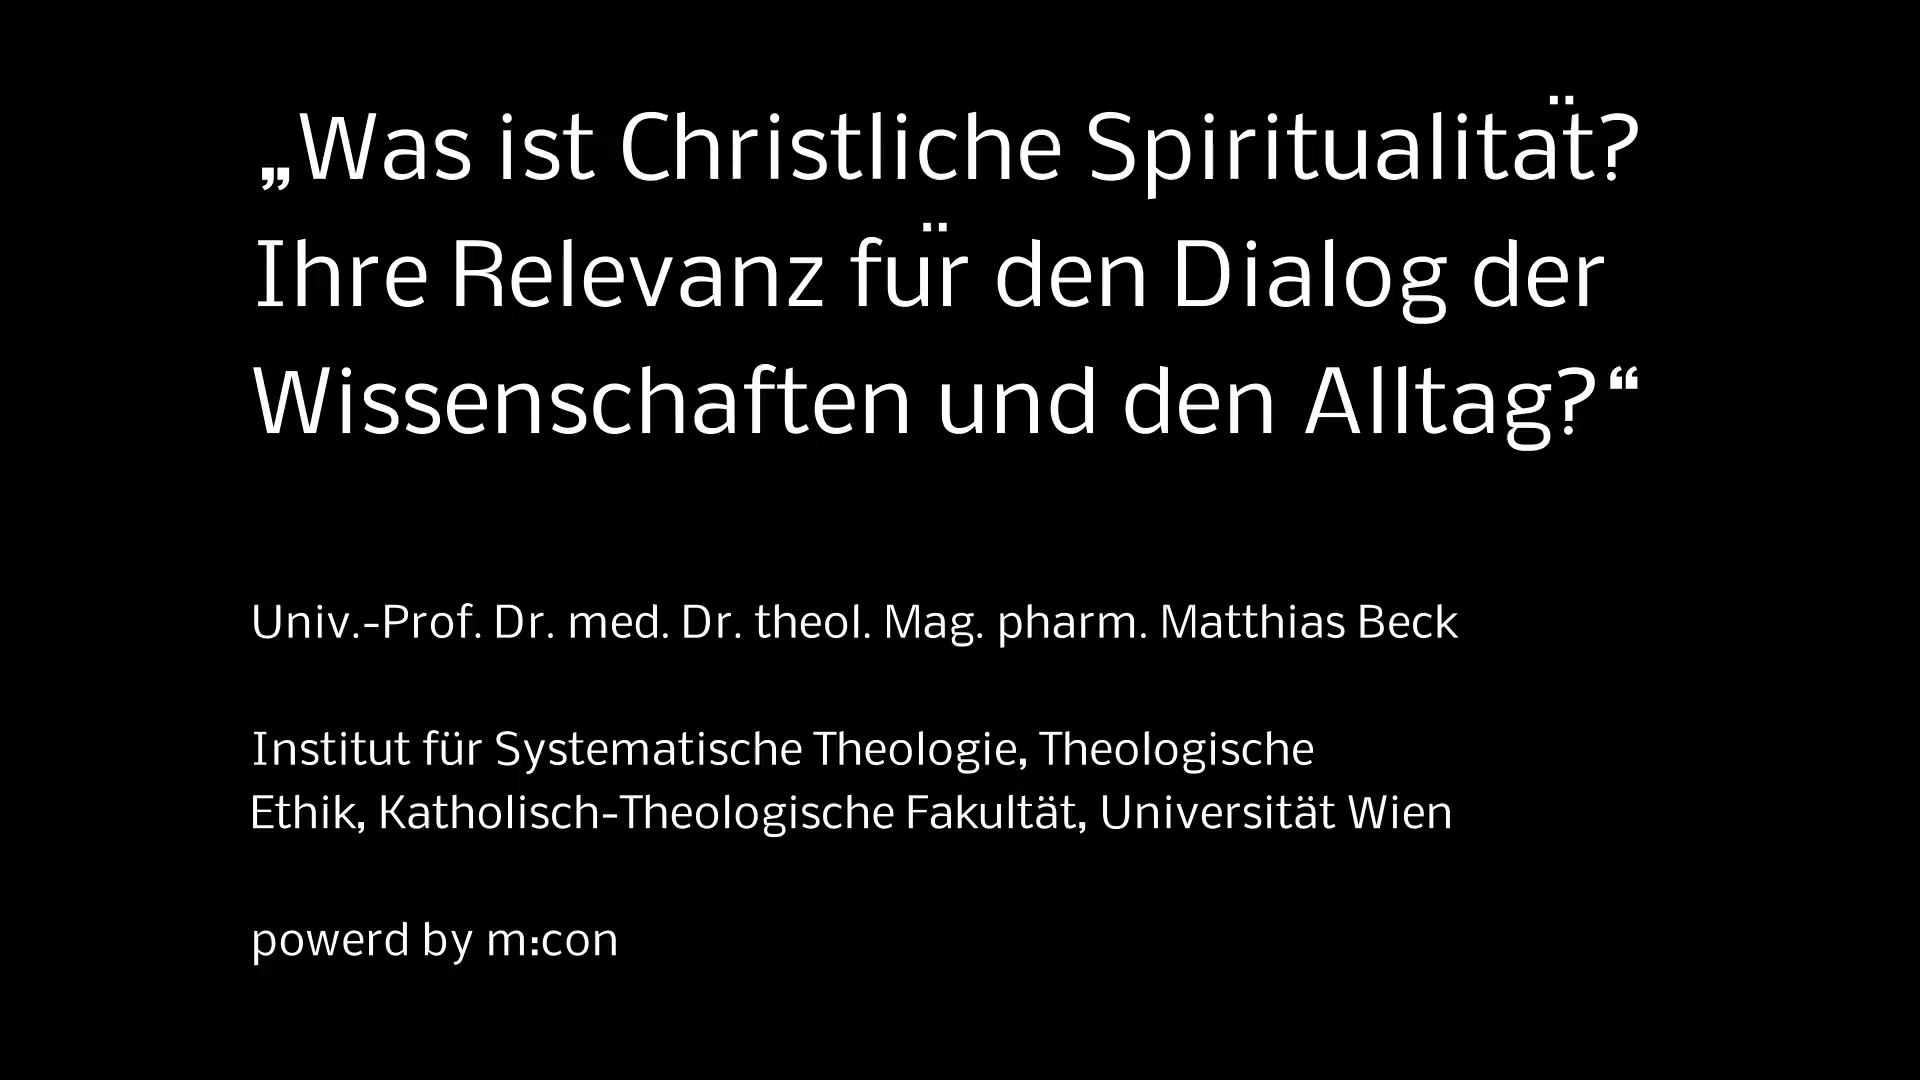 „Was ist Christliche Spiritualität?
Ihre Relevanz für den Dialog der
Wissenschaften und den Alltag?“
Univ.-Prof. Dr. med. Dr. theol. Mag. pharm. Matthias Beck
Institut für Systematische Theologie, Theologische
Ethik, Katholisch-Theologische Fakultät, Universität Wien
powerd by m:con